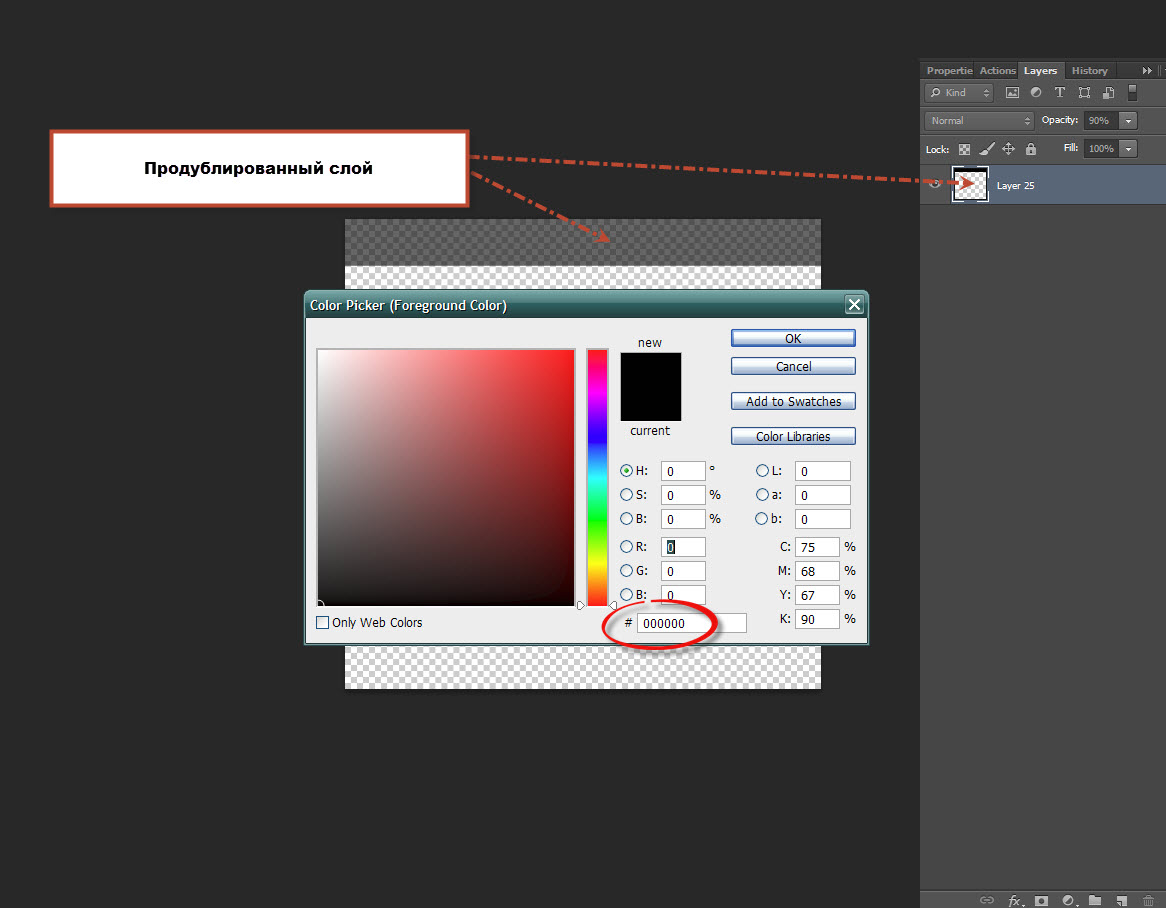 Propertie Actions Layers History
Kind
Normal Opacity: 90%
Lock: Fill: 100%
Layer 25
Продублированный слой
Color Picker (Foreground Color)
new
current
OK
Cancel
Add to Swatches
Color Libraries
H: 0 ° L: 0
S: 0 % a: 0
B: 0 % b: 0
R: 0 C: 75 %
G: 0 M: 68 %
B: 0 Y: 67 %
# 000000 K: 90 %
Only Web Colors
fx